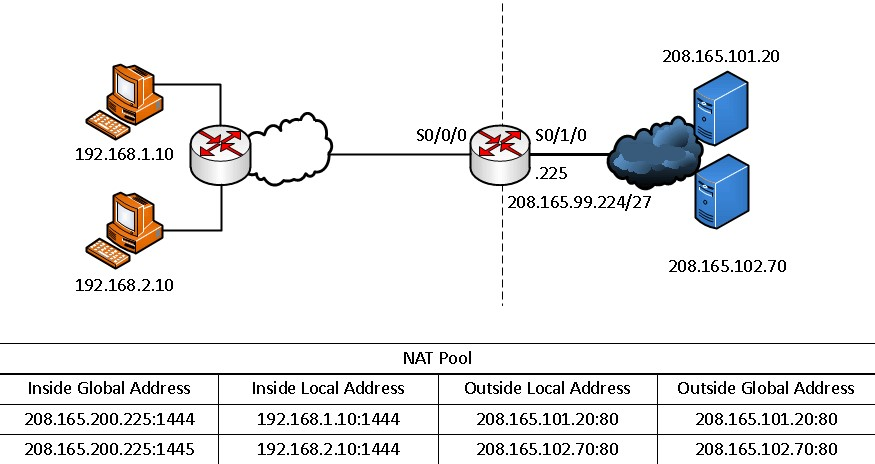 208.165.101.20
192.168.1.10
S0/0/0
S0/1/0
.225
208.165.99.224/27
192.168.2.10
208.165.102.70
NAT Pool
Inside Global Address Inside Local Address Outside Local Address Outside Global Address
208.165.200.225:1444 192.168.1.10:1444 208.165.101.20:80 208.165.101.20:80
208.165.200.225:1445 192.168.2.10:1444 208.165.102.70:80 208.165.102.70:80